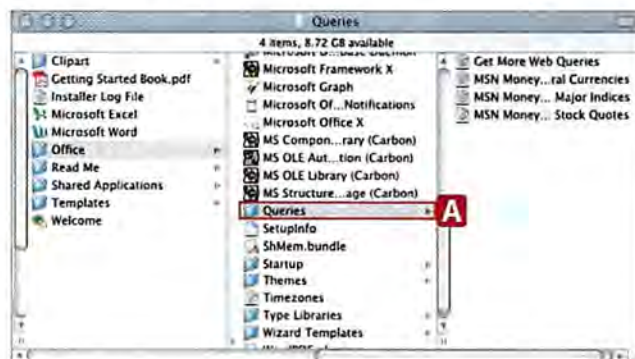 Queries
4 items, 8.72 GB available
Clipart
Getting Started Book.pdf
Installer Log File
Microsoft Excel
Microsoft Word
Office
Read Me
Shared Applications
Templates
Welcome
Microsoft Framework X
Microsoft Graph
Microsoft Of...Notifications
Microsoft Office X
MS Compon...rary (Carbon)
MS OLE Aut...tion (Carbon)
MS OLE Library (Carbon)
MS Structure...age (Carbon)
Queries
A
SetupInfo
ShMem.bundle
Startup
Themes
Timezones
Type Libraries
Wizard Templates
Get More Web Queries
MSN Money...ral Currencies
MSN Money... Major Indices
MSN Money... Stock Quotes